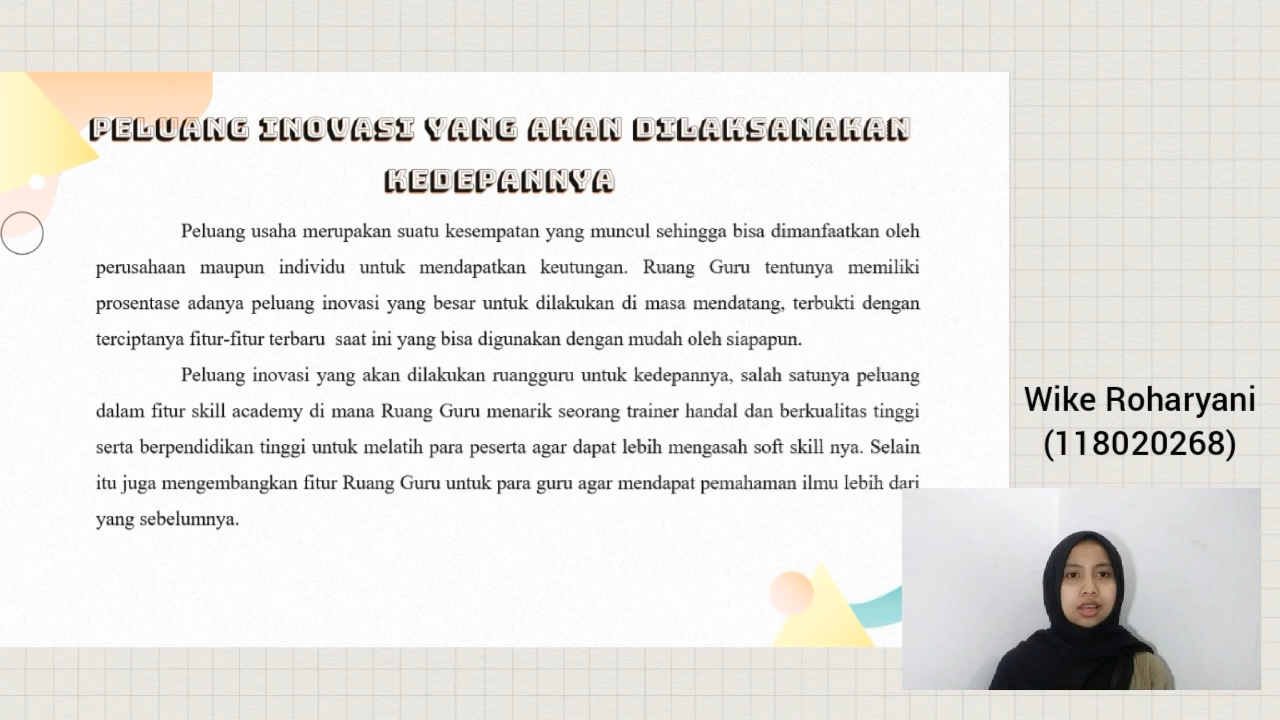 PELUANG INOVASI YANG AKAN DILAKSANAKAN
KEDEPANNYA
Peluang usaha merupakan suatu kesempatan yang muncul sehingga bisa dimanfaatkan oleh
perusahaan maupun individu untuk mendapatkan keutungan. Ruang Guru tentunya memiliki
prosentase adanya peluang inovasi yang besar untuk dilakukan di masa mendatang, terbukti dengan
terciptanya fitur-fitur terbaru saat ini yang bisa digunakan dengan mudah oleh siapapun.
Peluang inovasi yang akan dilakukan ruangguru untuk kedepannya, salah satunya peluang
dalam fitur skill academy di mana Ruang Guru menarik seorang trainer handal dan berkualitas tinggi
serta berpendidikan tinggi untuk melatih para peserta agar dapat lebih mengasah soft skill nya. Selain
itu juga mengembangkan fitur Ruang Guru untuk para guru agar mendapat pemahaman ilmu lebih dari
yang sebelumnya.
Wike Roharyani
(118020268)